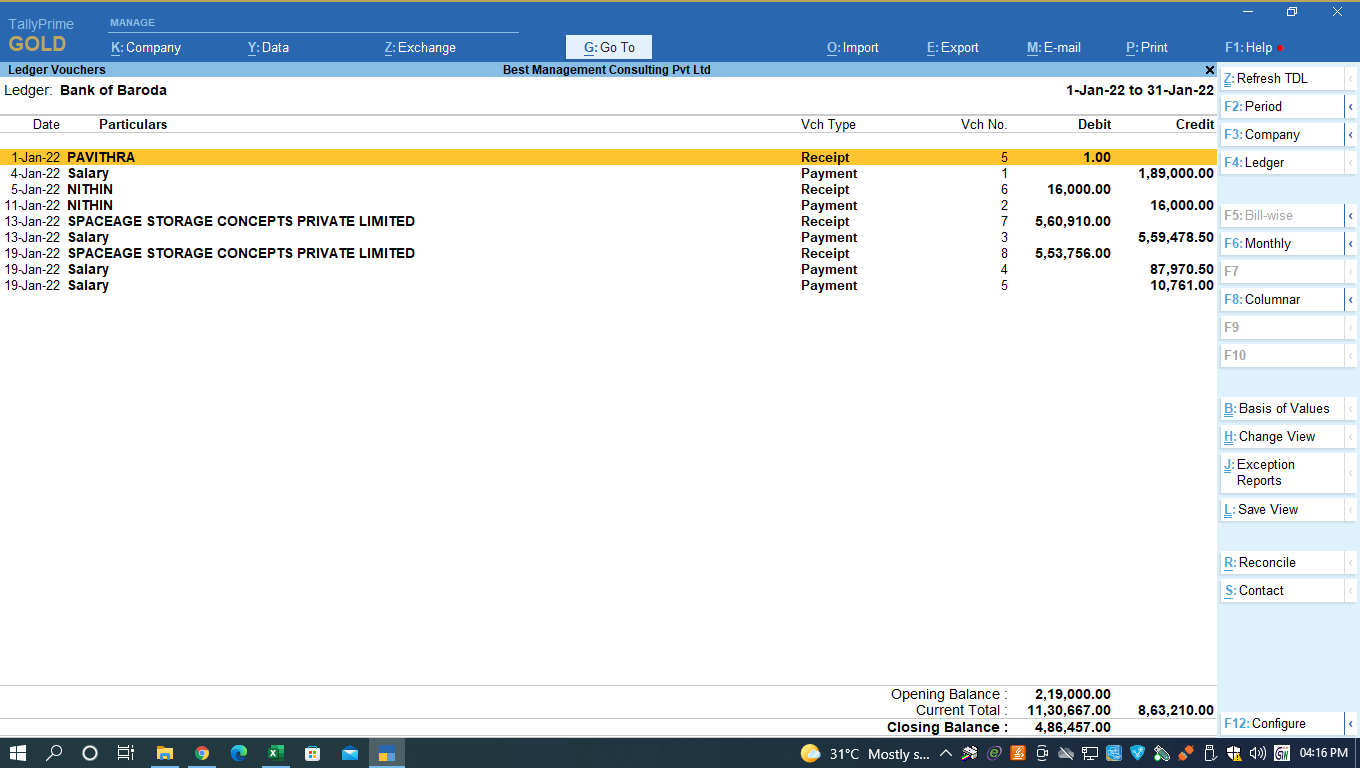 TallyPrime
GOLD
MANAGE
K: Company Y: Data Z: Exchange G: Go To O: Import E: Export M: E-mail P: Print F1: Help
Ledger Vouchers Best Management Consulting Pvt Ltd
Ledger: Bank of Baroda 1-Jan-22 to 31-Jan-22
Date Particulars Vch Type Vch No. Debit Credit
1-Jan-22 PAVITHRA Receipt 5 1.00
4-Jan-22 Salary Payment 1 1,89,000.00
5-Jan-22 NITHIN Receipt 6 16,000.00
11-Jan-22 NITHIN Payment 2 16,000.00
13-Jan-22 SPACEAGE STORAGE CONCEPTS PRIVATE LIMITED Receipt 7 5,60,910.00
13-Jan-22 Salary Payment 3 5,59,478.50
19-Jan-22 SPACEAGE STORAGE CONCEPTS PRIVATE LIMITED Receipt 8 5,53,756.00
19-Jan-22 Salary Payment 4 87,970.50
19-Jan-22 Salary Payment 5 10,761.00
Opening Balance : 2,19,000.00
Current Total : 11,30,667.00 8,63,210.00
Closing Balance : 4,86,457.00
Z: Refresh TDL
F2: Period
F3: Company
F4: Ledger
F5: Bill-wise
F6: Monthly
F7
F8: Columnar
F9
F10
B: Basis of Values
H: Change View
J: Exception
Reports
L: Save View
R: Reconcile
S: Contact
F12: Configure
31°C Mostly s... 04:16 PM